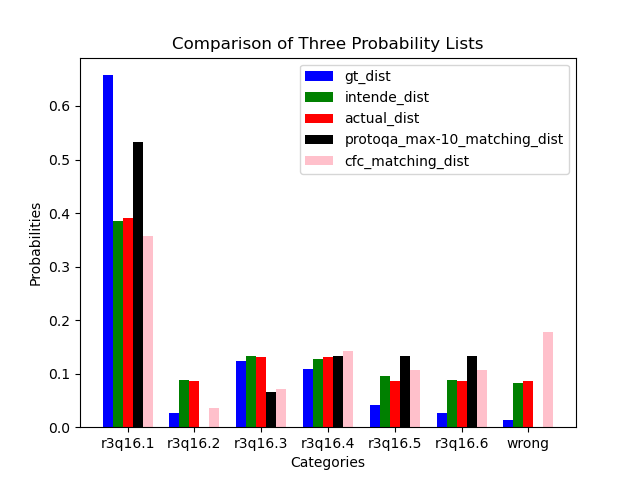 Comparison of Three Probability Lists
gt_dist
intende_dist
actual_dist
protoqa_max-10_matching_dist
cfc_matching_dist
Probabilities
0.6
0.5
0.4
0.3
0.2
0.1
0.0
r3q16.1 r3q16.2 r3q16.3 r3q16.4 r3q16.5 r3q16.6 wrong
Categories